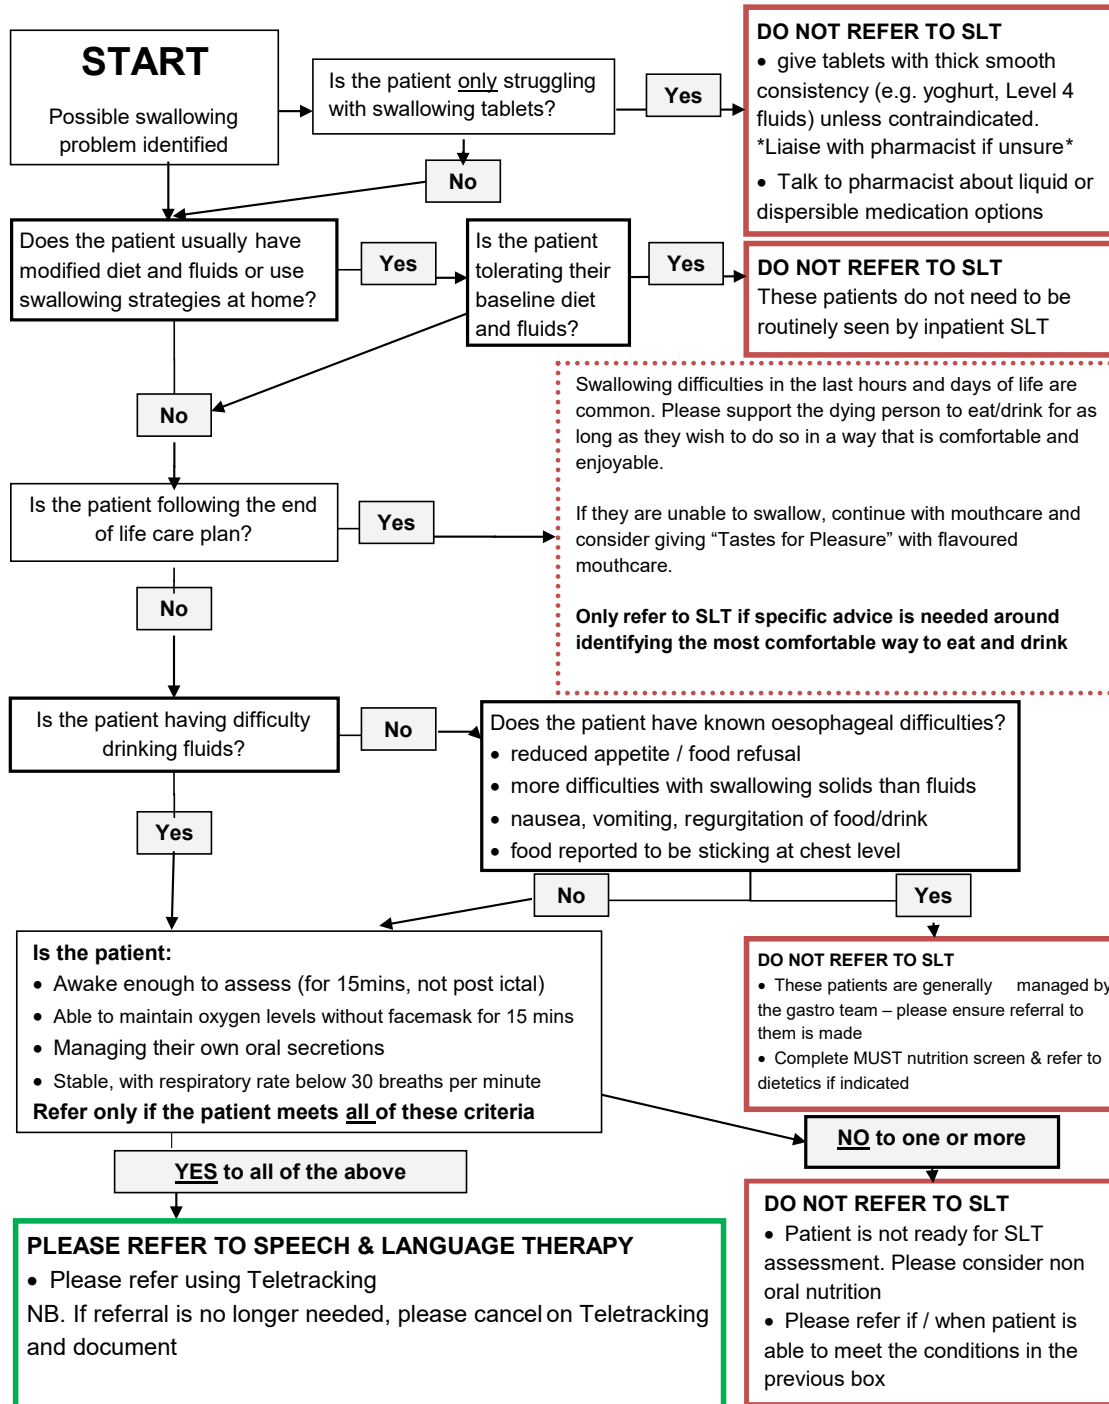 START
Possible swallowing
problem identified
Is the patient only struggling
with swallowing tablets?
Yes
DO NOT REFER TO SLT
• give tablets with thick smooth
consistency (e.g. yoghurt, Level 4
fluids) unless contraindicated.
*Liaise with pharmacist if unsure*
• Talk to pharmacist about liquid or
dispersible medication options
No
Does the patient usually have
modified diet and fluids or use
swallowing strategies at home?
Yes
Is the patient
tolerating their
baseline diet
and fluids?
Yes
DO NOT REFER TO SLT
These patients do not need to be
routinely seen by inpatient SLT
No
Swallowing difficulties in the last hours and days of life are
common. Please support the dying person to eat/drink for as
long as they wish to do so in a way that is comfortable and
enjoyable.
If they are unable to swallow, continue with mouthcare and
consider giving “Tastes for Pleasure” with flavoured
mouthcare.
Only refer to SLT if specific advice is needed around
identifying the most comfortable way to eat and drink
Is the patient following the end
of life care plan?
Yes
No
Is the patient having difficulty
drinking fluids?
No
Does the patient have known oesophageal difficulties?
• reduced appetite / food refusal
• more difficulties with swallowing solids than fluids
• nausea, vomiting, regurgitation of food/drink
• food reported to be sticking at chest level
Yes
No
Yes
Is the patient:
• Awake enough to assess (for 15mins, not post ictal)
• Able to maintain oxygen levels without facemask for 15 mins
• Managing their own oral secretions
• Stable, with respiratory rate below 30 breaths per minute
Refer only if the patient meets all of these criteria
DO NOT REFER TO SLT
• These patients are generally managed by
the gastro team – please ensure referral to
them is made
• Complete MUST nutrition screen & refer to
dietetics if indicated
NO to one or more
YES to all of the above
DO NOT REFER TO SLT
• Patient is not ready for SLT
assessment. Please consider non
oral nutrition
• Please refer if / when patient is
able to meet the conditions in the
previous box
PLEASE REFER TO SPEECH & LANGUAGE THERAPY
• Please refer using Teletracking
NB. If referral is no longer needed, please cancel on Teletracking
and document